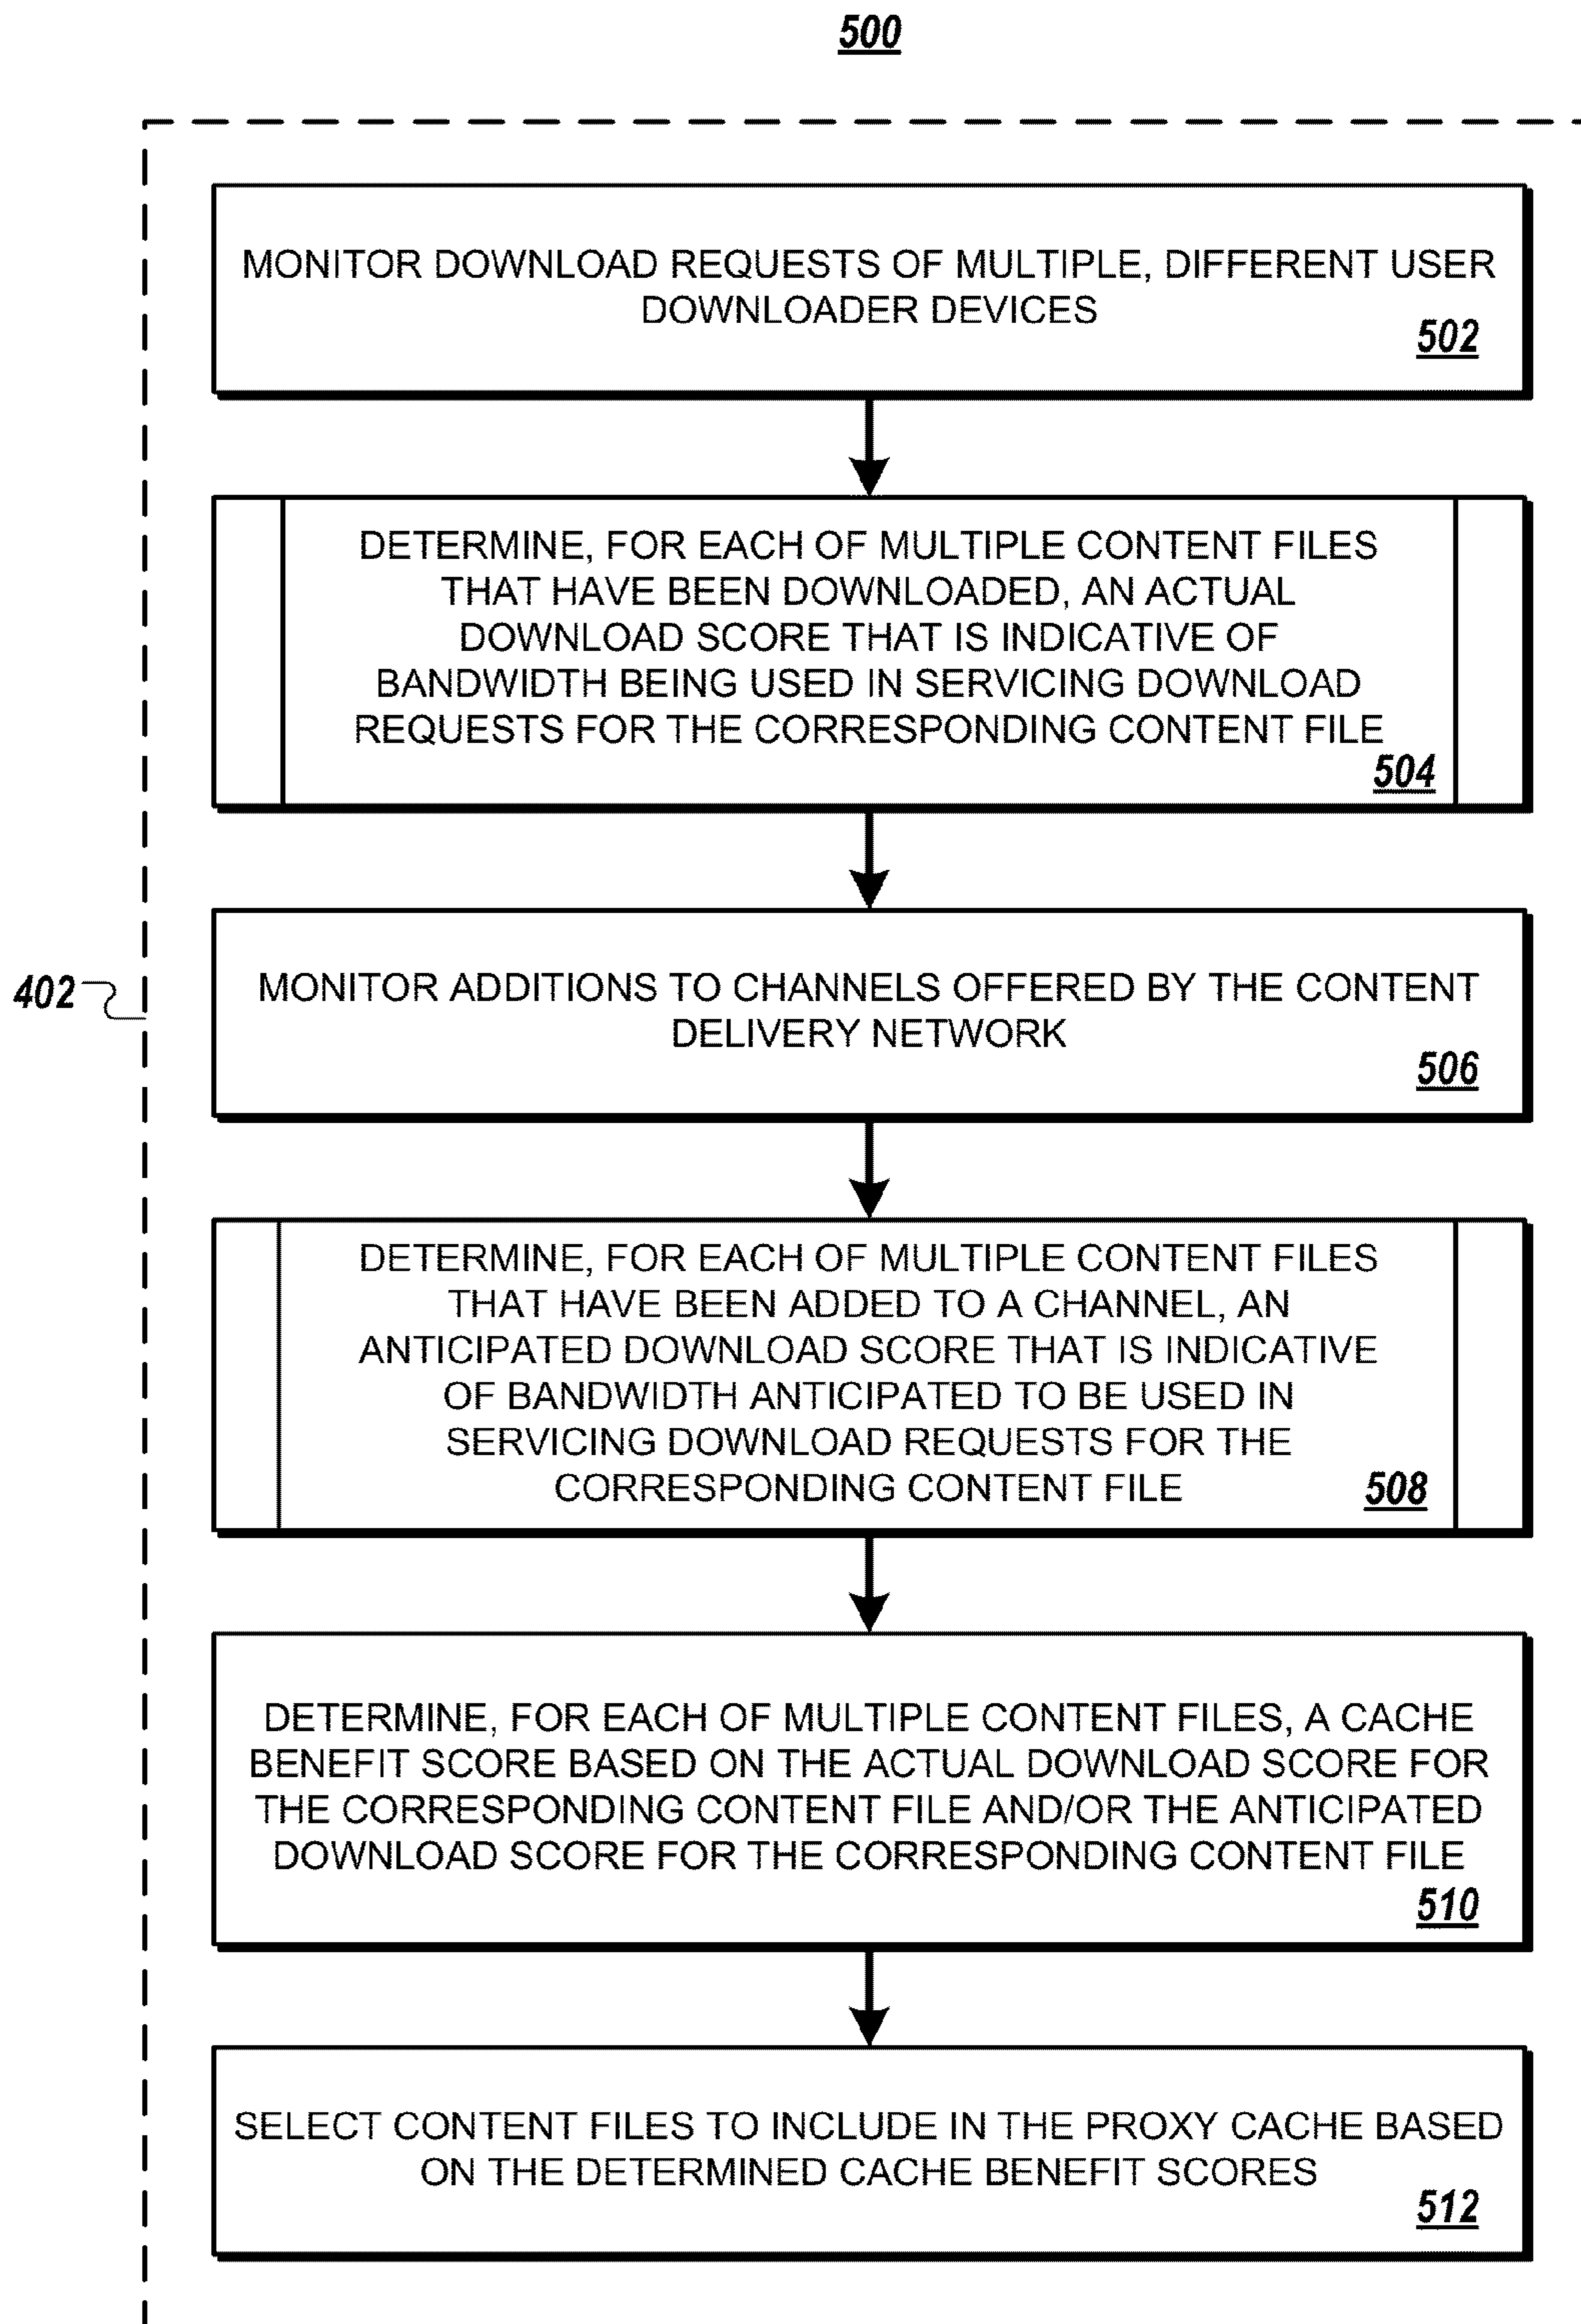 500
MONITOR DOWNLOAD REQUESTS OF MULTIPLE, DIFFERENT USER
DOWNLOADER DEVICES
502
DETERMINE, FOR EACH OF MULTIPLE CONTENT FILES
THAT HAVE BEEN DOWNLOADED, AN ACTUAL
DOWNLOAD SCORE THAT IS INDICATIVE OF
BANDWIDTH BEING USED IN SERVICING DOWNLOAD
REQUESTS FOR THE CORRESPONDING CONTENT FILE
504
402
MONITOR ADDITIONS TO CHANNELS OFFERED BY THE CONTENT
DELIVERY NETWORK
506
DETERMINE, FOR EACH OF MULTIPLE CONTENT FILES
THAT HAVE BEEN ADDED TO A CHANNEL, AN
ANTICIPATED DOWNLOAD SCORE THAT IS INDICATIVE
OF BANDWIDTH ANTICIPATED TO BE USED IN
SERVICING DOWNLOAD REQUESTS FOR THE
CORRESPONDING CONTENT FILE
508
DETERMINE, FOR EACH OF MULTIPLE CONTENT FILES, A CACHE
BENEFIT SCORE BASED ON THE ACTUAL DOWNLOAD SCORE FOR
THE CORRESPONDING CONTENT FILE AND/OR THE ANTICIPATED
DOWNLOAD SCORE FOR THE CORRESPONDING CONTENT FILE
510
SELECT CONTENT FILES TO INCLUDE IN THE PROXY CACHE BASED
ON THE DETERMINED CACHE BENEFIT SCORES
512